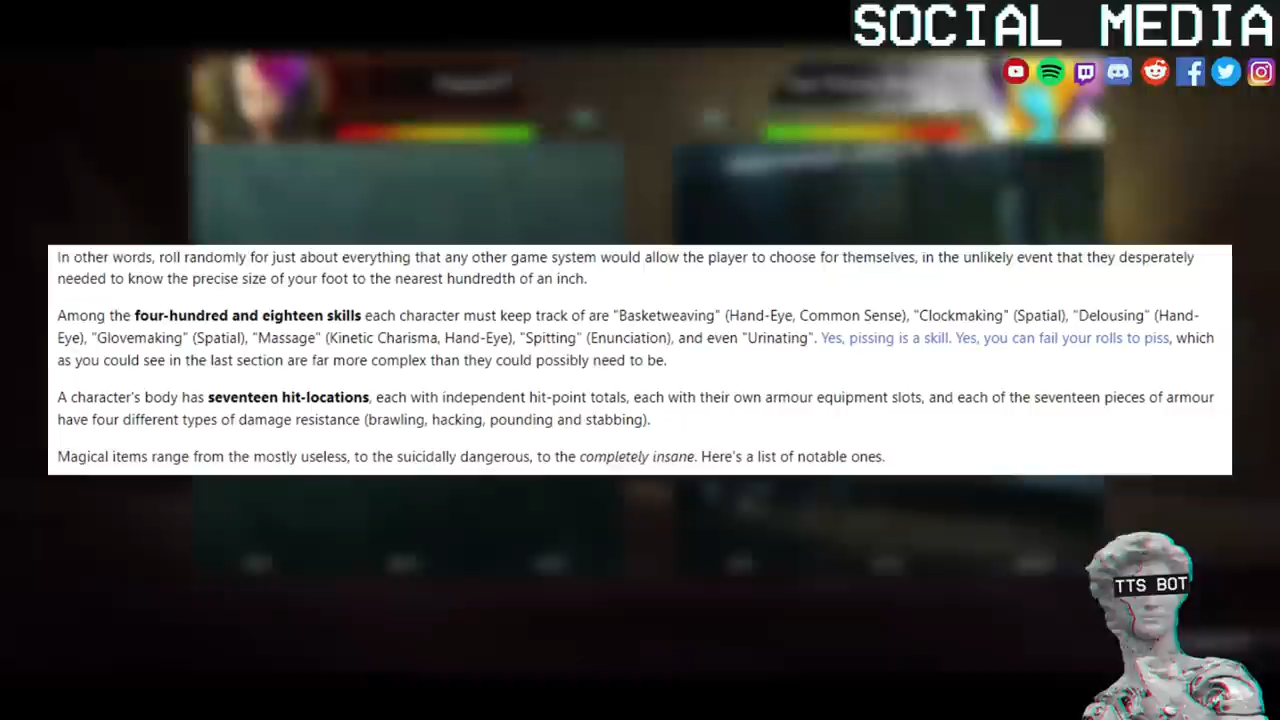 SOCIAL MEDIA
In other words, roll randomly for just about everything that any other game system would allow the player to choose for themselves, in the unlikely event that they desperately
needed to know the precise size of your foot to the nearest hundredth of an inch.
Among the four-hundred and eighteen skills each character must keep track of are "Basketweaving" (Hand-Eye, Common Sense), "Clockmaking" (Spatial), "Delousing" (Hand-
Eye), "Glovemaking" (Spatial), "Massage" (Kinetic Charisma, Hand-Eye), "Spitting" (Enunciation), and even "Urinating". Yes, pissing is a skill. Yes, you can fail your rolls to piss, which
as you could see in the last section are far more complex than they could possibly need to be.
A character's body has seventeen hit-locations, each with independent hit-point totals, each with their own armour equipment slots, and each of the seventeen pieces of armour
have four different types of damage resistance (brawling, hacking, pounding and stabbing).
Magical items range from the mostly useless, to the suicidally dangerous, to the completely insane. Here's a list of notable ones.
TTS BOT